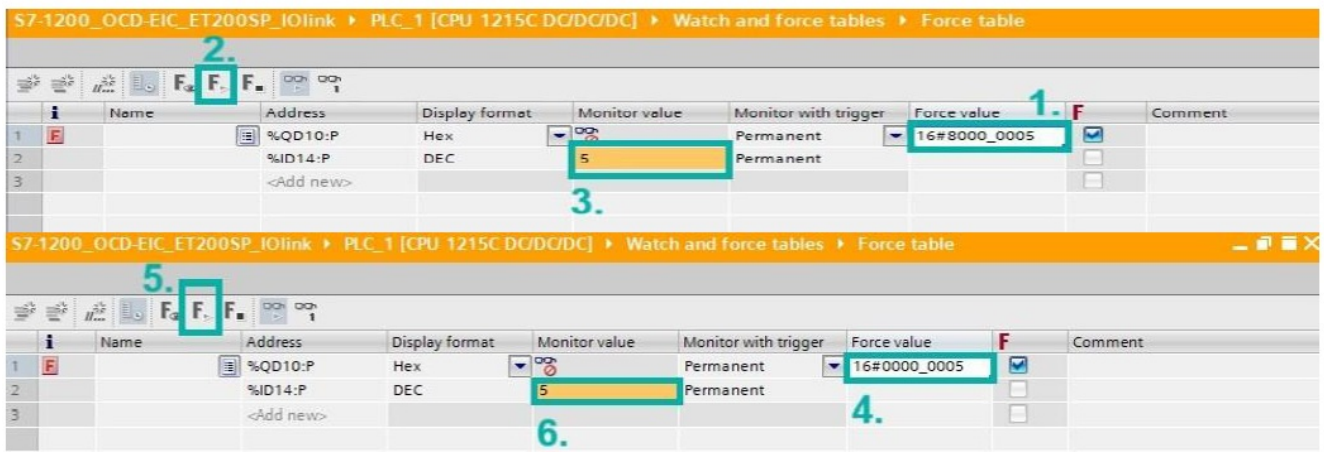 S7-1200_OCD-EIC_ET200SP_IOlink ▸ PLC_1 [CPU 1215C DC/DC/DC] ▸ Watch and force tables ▸ Force table
2.
F F F
1.
i Name Address Display format Monitor value Monitor with trigger Force value F Comment
1 F %QD10:P Hex Permanent 16#8000_0005
2 %ID14:P DEC 5 Permanent
3 <Add new>
3.
S7-1200_OCD-EIC_ET200SP_IOlink ▸ PLC_1 [CPU 1215C DC/DC/DC] ▸ Watch and force tables ▸ Force table
5.
F F F
i Name Address Display format Monitor value Monitor with trigger Force value F Comment
1 F %QD10:P Hex Permanent 16#0000_0005
2 %ID14:P DEC 5 Permanent
3 <Add new>
4.
6.